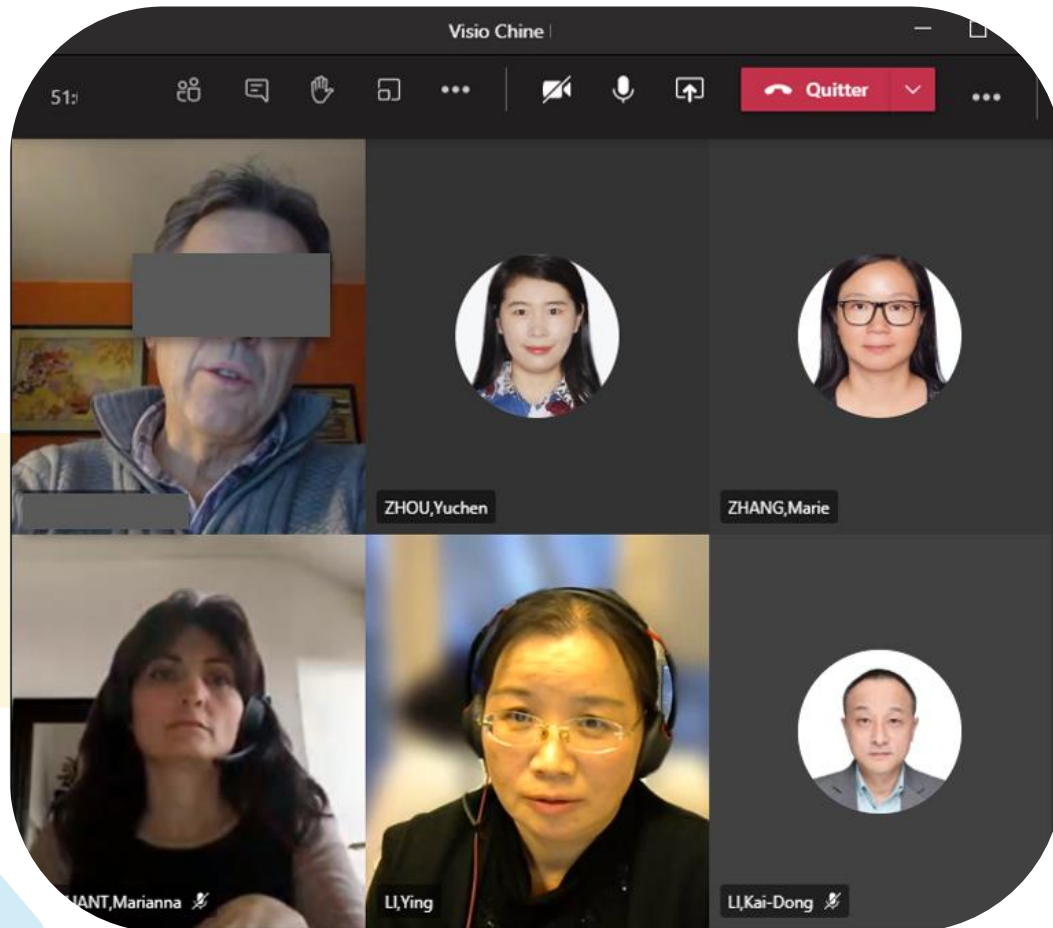 Visio Chine
51:
Quitter
ZHOU,Yuchen
ZHANG,Marie
ANT,Marianna
LI,Ying
LI,Kai-Dong